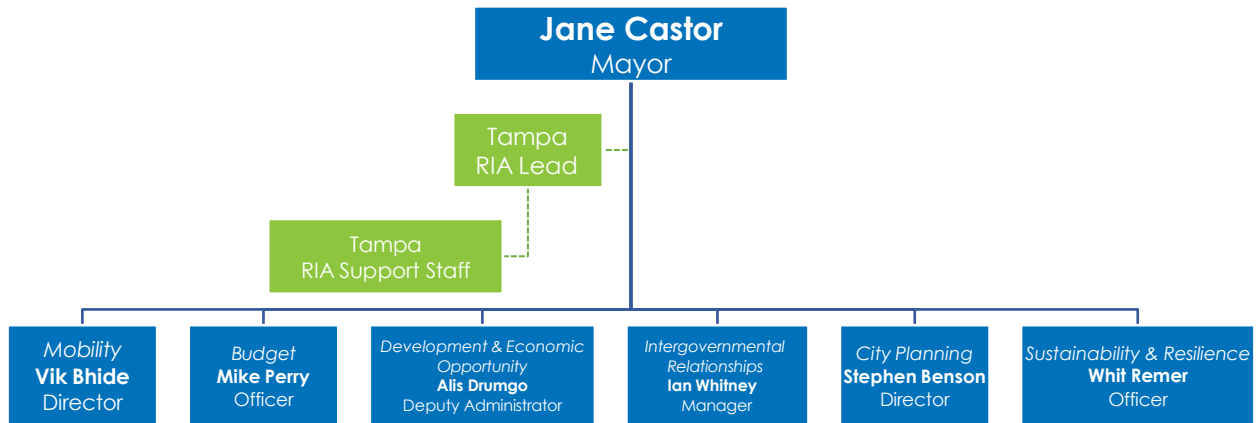 Jane Castor
Mayor
Tampa
RIA Lead
Tampa
RIA Support Staff
Mobility
Vik Bhide
Director
Budget
Mike Perry
Officer
Development & Economic
Opportunity
Alis Drumgo
Deputy Administrator
Intergovernmental
Relationships
Ian Whitney
Manager
City Planning
Stephen Benson
Director
Sustainability & Resilience
Whit Remer
Officer